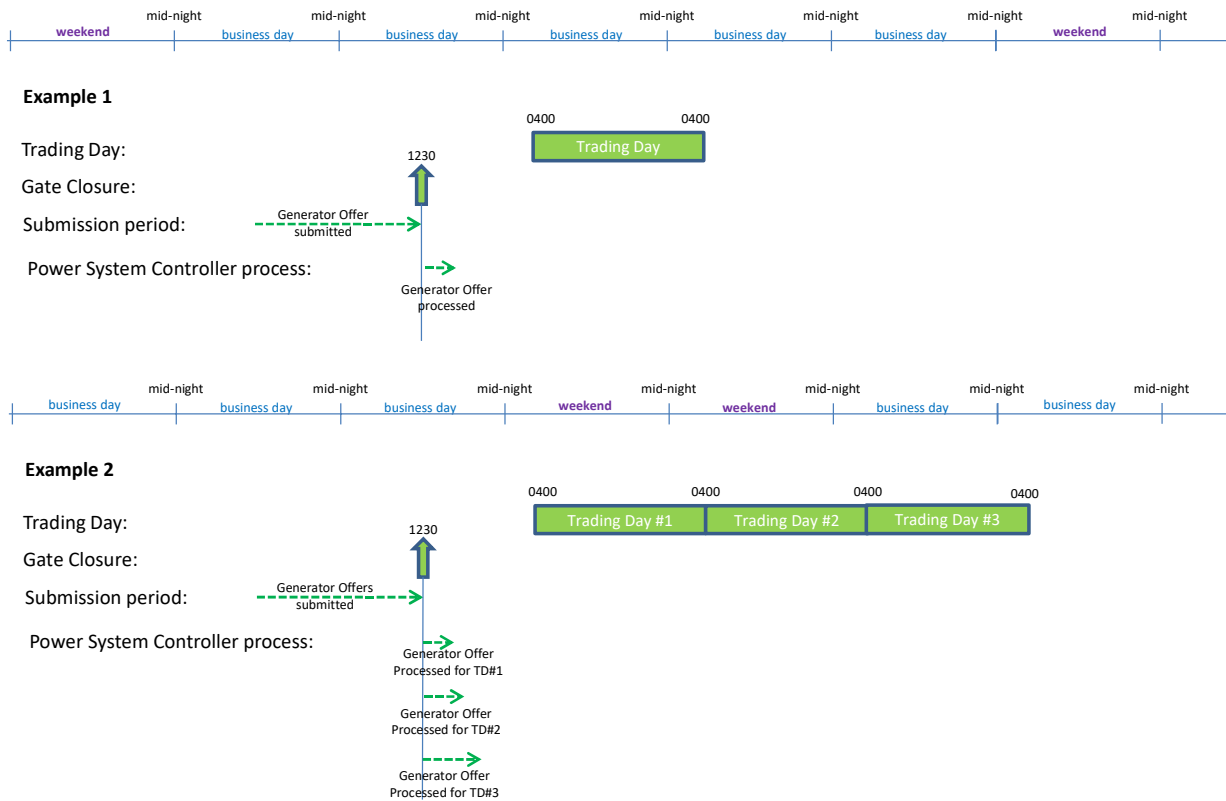 mid-night mid-night mid-night mid-night mid-night mid-night mid-night
weekend business day business day business day business day business day weekend
Example 1
0400 0400
Trading Day: Trading Day
1230
Gate Closure:
Generator Offer
Submission period: submitted
Power System Controller process:
Generator Offer
processed
mid-night mid-night mid-night mid-night mid-night mid-night mid-night
business day business day business day weekend weekend business day business day
Example 2
0400 0400 0400 0400
Trading Day: Trading Day #1 Trading Day #2 Trading Day #3
1230
Gate Closure:
Generator Offers
Submission period: submitted
Power System Controller process:
Generator Offer
Processed for TD#1
Generator Offer
Processed for TD#2
Generator Offer
Processed for TD#3